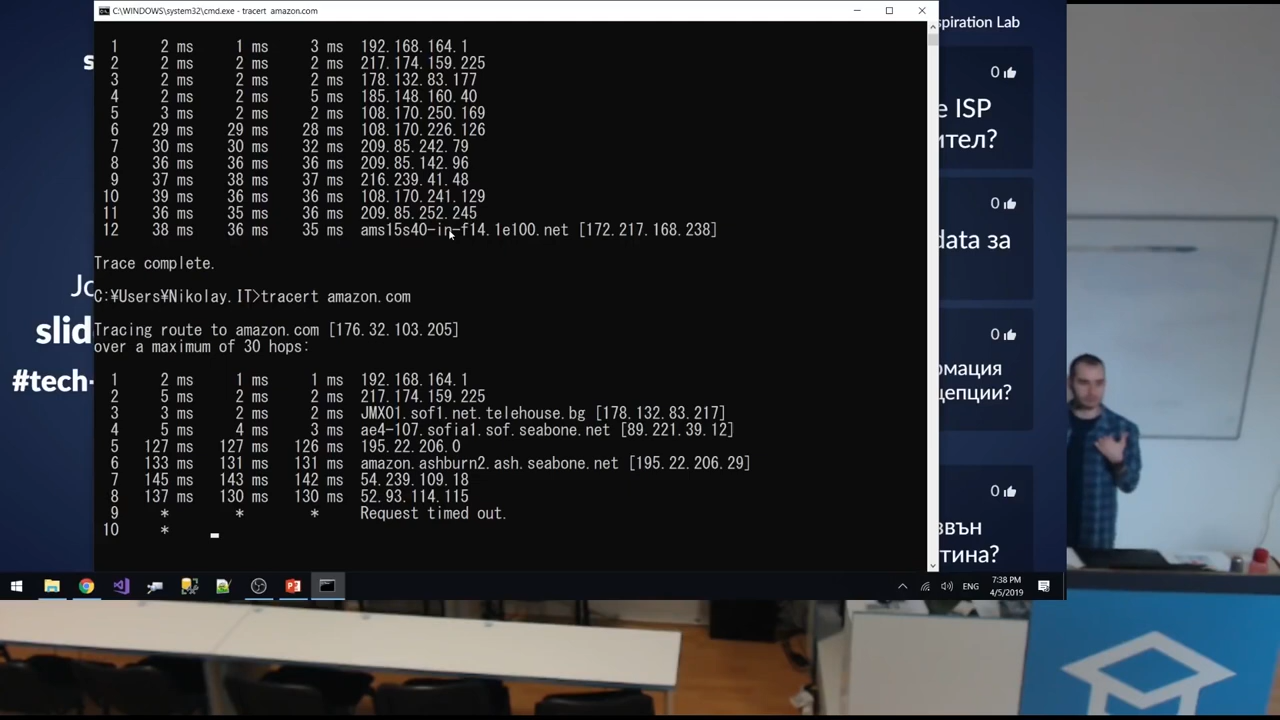 C:\WINDOWS\system32\cmd.exe - tracert amazon.com
1 2 ms 1 ms 3 ms 192.168.164.1
2 2 ms 2 ms 2 ms 217.174.159.225
3 2 ms 2 ms 2 ms 178.132.83.177
4 2 ms 2 ms 5 ms 185.148.160.40
5 3 ms 2 ms 2 ms 108.170.250.169
6 29 ms 29 ms 28 ms 108.170.226.126
7 30 ms 30 ms 32 ms 209.85.242.79
8 36 ms 36 ms 36 ms 209.85.142.96
9 37 ms 38 ms 37 ms 216.239.41.48
10 39 ms 36 ms 36 ms 108.170.241.129
11 36 ms 35 ms 36 ms 209.85.252.245
12 38 ms 36 ms 35 ms ams15s40-in-f14.1e100.net [172.217.168.238]
Trace complete.
C:¥Users¥Nikolay.IT>tracert amazon.com
Tracing route to amazon.com [176.32.103.205]
over a maximum of 30 hops:
1 2 ms 1 ms 1 ms 192.168.164.1
2 5 ms 2 ms 2 ms 217.174.159.225
3 3 ms 2 ms 2 ms JMX01.sof1.net.telehouse.bg [178.132.83.217]
4 5 ms 4 ms 3 ms ae4-107.sofia1.sof.seabone.net [89.221.39.12]
5 127 ms 127 ms 126 ms 195.22.206.0
6 133 ms 131 ms 131 ms amazon.ashburn2.ash.seabone.net [195.22.206.29]
7 145 ms 143 ms 142 ms 54.239.109.18
8 137 ms 130 ms 130 ms 52.93.114.115
9 * * * Request timed out.
10 *
s
Jo
slid
#tech-
spiration Lab
0
e ISP
ител?
0
data за
0
рмация
цепции?
0
звън
тина?
ENG
7:38 PM
4/5/2019